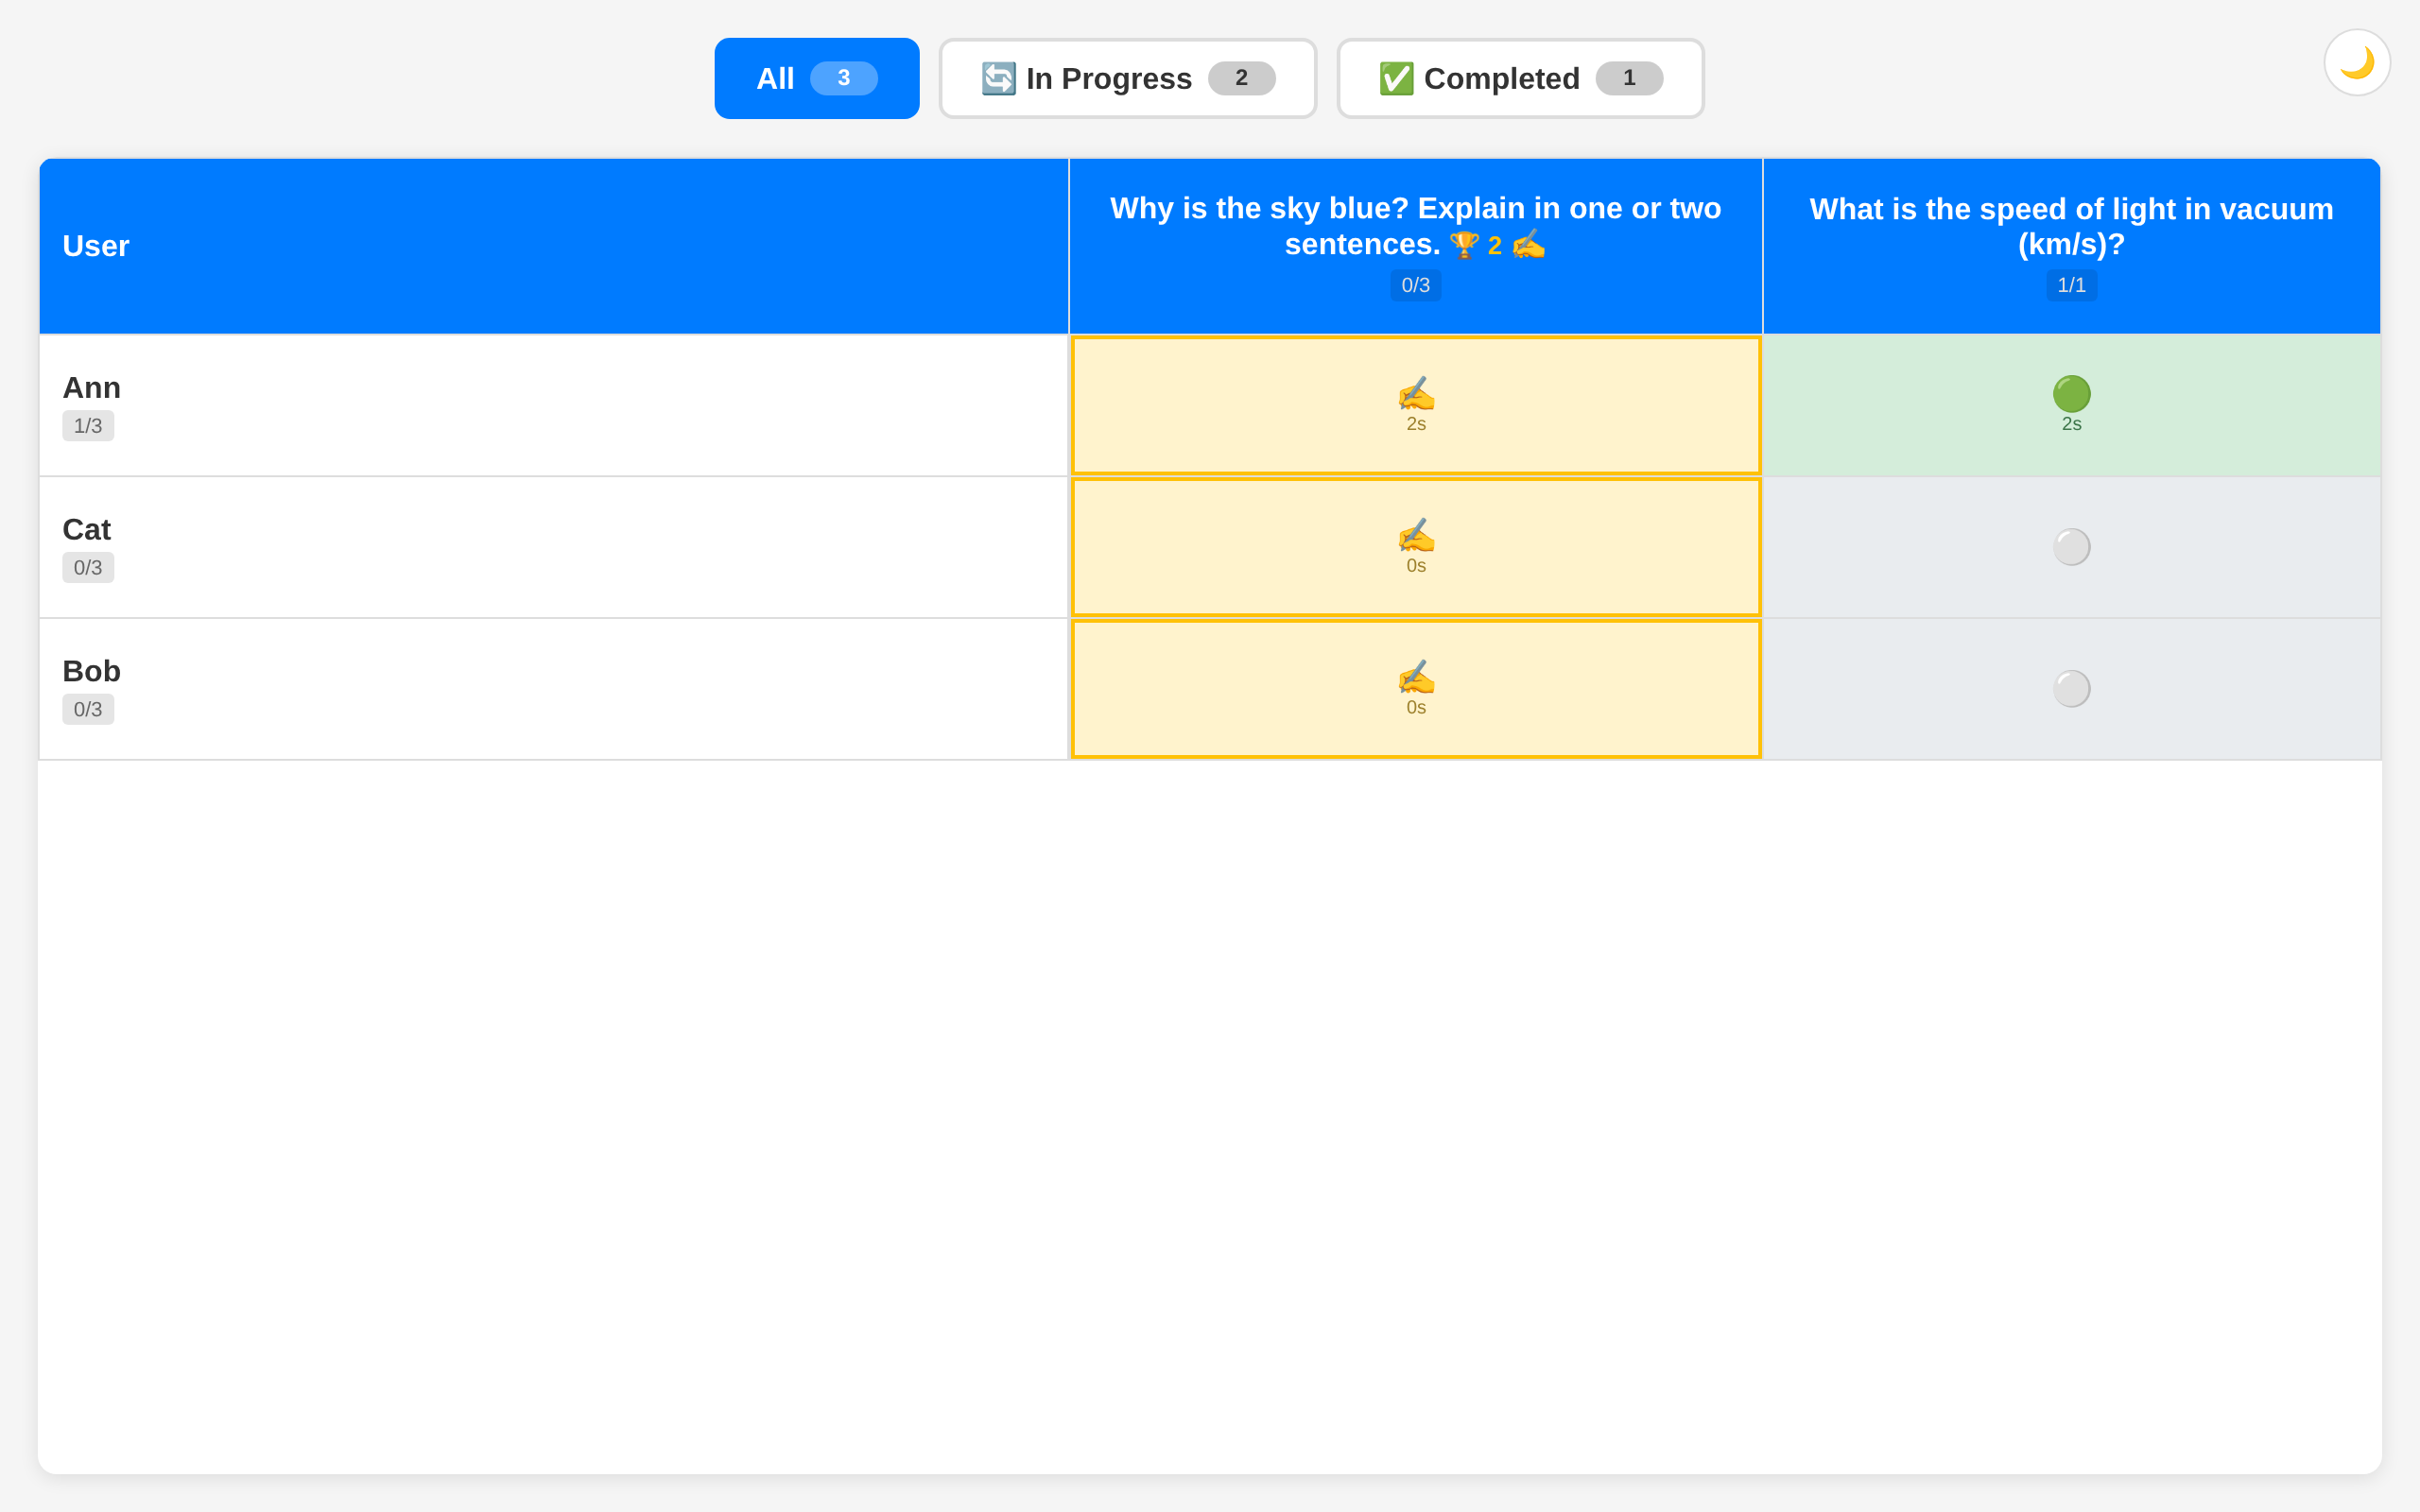 All 3
🔄 In Progress 2
✅ Completed 1
🌙
User
Why is the sky blue? Explain in one or two
sentences. 🏆 2 ✍️
0/3
What is the speed of light in vacuum
(km/s)?
1/1
Ann
1/3
✍️
2s
🟢
2s
Cat
0/3
✍️
0s
⚪
Bob
0/3
✍️
0s
⚪